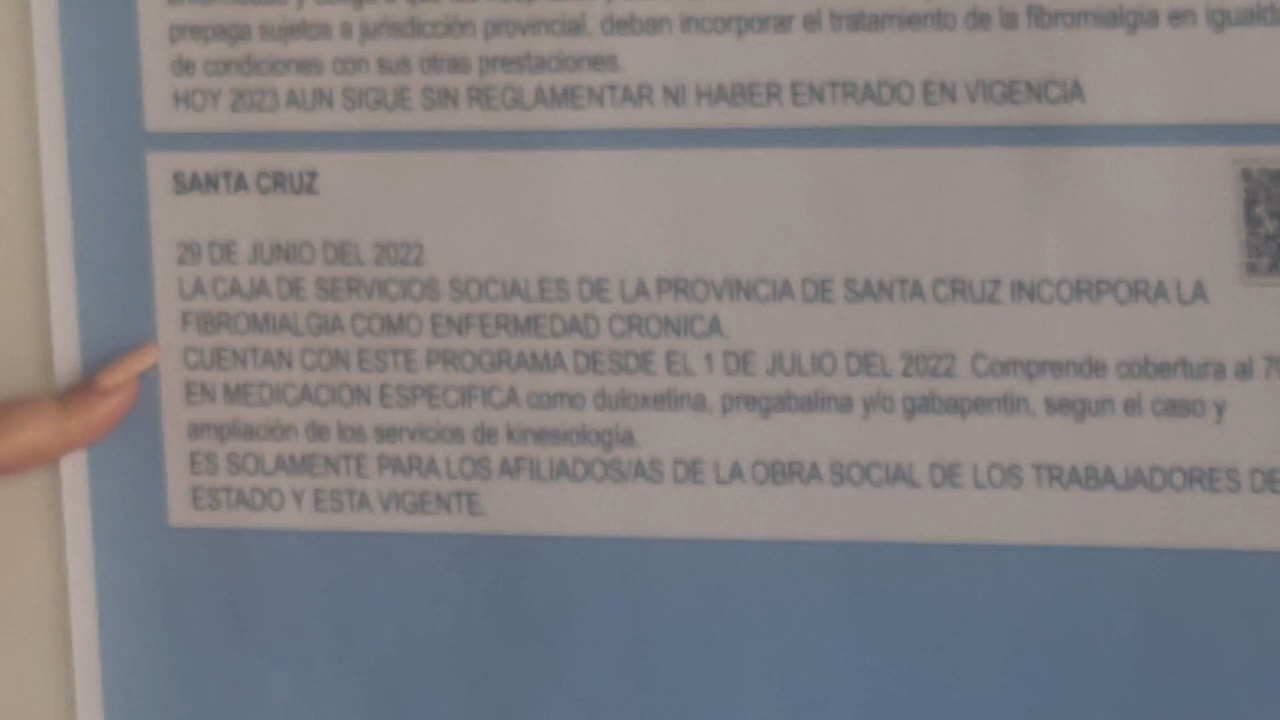 prepaga sujetos a jurisdicción provincial, deban incorporar el tratamiento de la fibromialgia en
de condiciones con sus otras prestaciones.
HOY 2023 AUN SIGUE SIN REGLAMENTAR NI HABER ENTRADO EN VIGENCIA
SANTA CRUZ
29 DE JUNIO DEL 2022
LA CAJA DE SERVICIOS SOCIALES DE LA PROVINCIA DE SANTA CRUZ INCORPORA LA
FIBROMIALGIA COMO ENFERMEDAD CRONICA.
CUENTAN CON ESTE PROGRAMA DESDE EL 1 DE JULIO DEL 2022. Comprende cobertura al
EN MEDICACION ESPECIFICA como duloxetina, pregabalina y/o gabapentin, segun el caso y
ampliación de los servicios de kinesiología.
ES SOLAMENTE PARA LOS AFILIADOS/AS DE LA OBRA SOCIAL DE LOS TRABAJADORES DE
ESTADO Y ESTA VIGENTE.